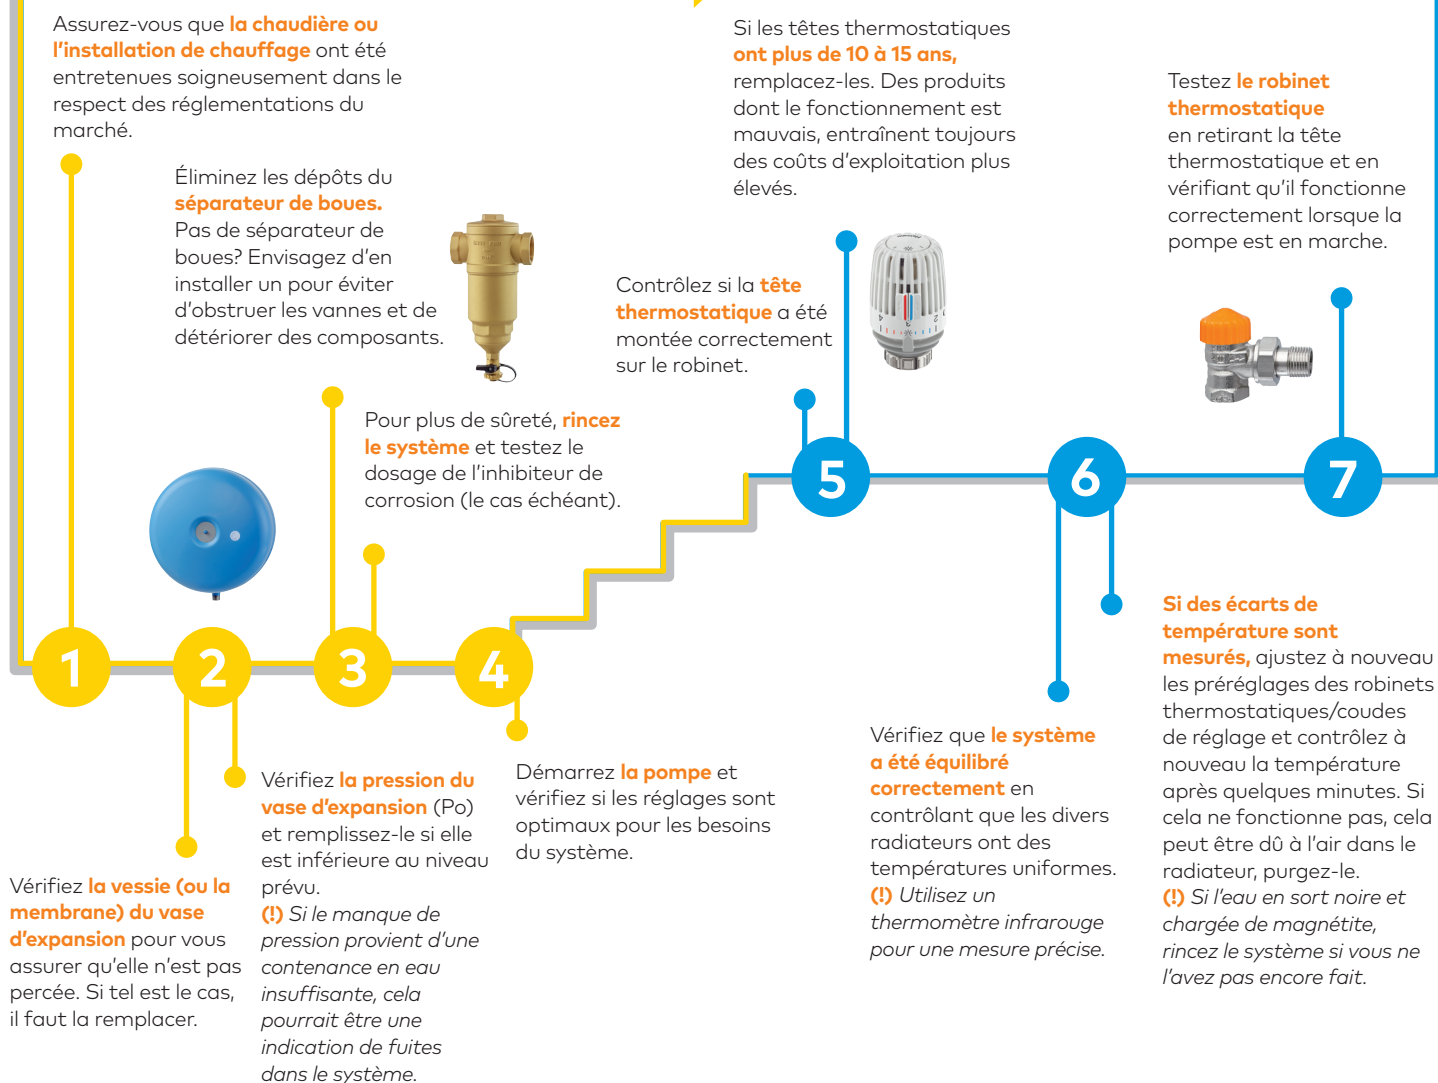 Assurez-vous que la chaudière ou
l'installation de chauffage ont été
entretenues soigneusement dans le
respect des réglementations du
marché.
Éliminez les dépôts du
séparateur de boues.
Pas de séparateur de
boues? Envisagez d'en
installer un pour éviter
d'obstruer les vannes et de
détériorer des composants.
Pour plus de sûreté, rincez
le système et testez le
dosage de l'inhibiteur de
corrosion (le cas échéant).
Si les têtes thermostatiques
ont plus de 10 à 15 ans,
remplacez-les. Des produits
dont le fonctionnement est
mauvais, entraînent toujours
des coûts d'exploitation plus
élevés.
Contrôlez si la tête
thermostatique a été
montée correctement
sur le robinet.
Testez le robinet
thermostatique
en retirant la tête
thermostatique et en
vérifiant qu'il fonctionne
correctement lorsque la
pompe est en marche.
1
2
3
4
5
6
7
Vérifiez la vessie (ou la
membrane) du vase
d'expansion pour vous
assurer qu'elle n'est pas
percée. Si tel est le cas,
il faut la remplacer.
Vérifiez la pression du
vase d'expansion (Po)
et remplissez-le si elle
est inférieure au niveau
prévu.
(!) Si le manque de
pression provient d'une
contenance en eau
insuffisante, cela
pourrait être une
indication de fuites
dans le système.
Démarrez la pompe et
vérifiez si les réglages sont
optimaux pour les besoins
du système.
Vérifiez que le système
a été équilibré
correctement en
contrôlant que les divers
radiateurs ont des
températures uniformes.
(!) Utilisez un
thermomètre infrarouge
pour une mesure précise.
Si des écarts de
température sont
mesurés, ajustez à nouveau
les préréglages des robinets
thermostatiques/coudes
de réglage et contrôlez à
nouveau la température
après quelques minutes. Si
cela ne fonctionne pas, cela
peut être dû à l'air dans le
radiateur, purgez-le.
(!) Si l'eau en sort noire et
chargée de magnétite,
rincez le système si vous ne
l'avez pas encore fait.